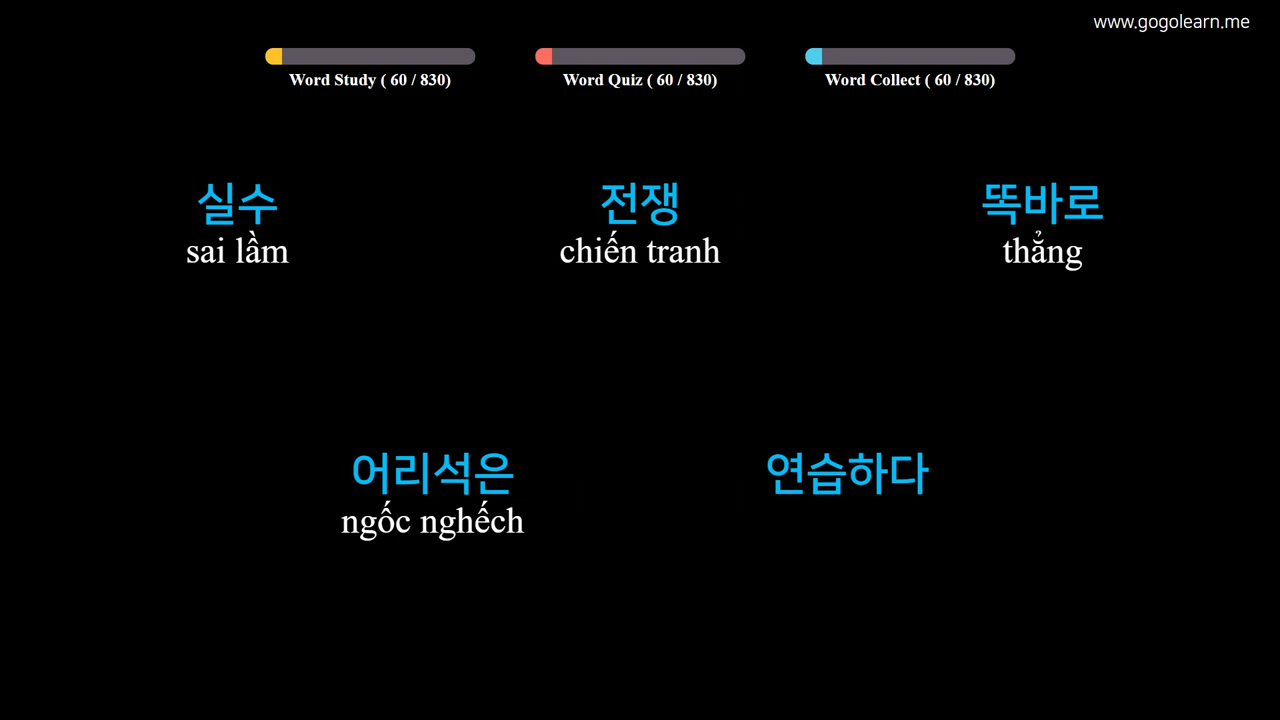 www.gogolearn.me
Word Study ( 60 / 830)
Word Quiz ( 60 / 830)
Word Collect ( 60 / 830)
실수
sai lầm
전쟁
chiến tranh
똑바로
thẳng
어리석은
ngốc nghếch
연습하다